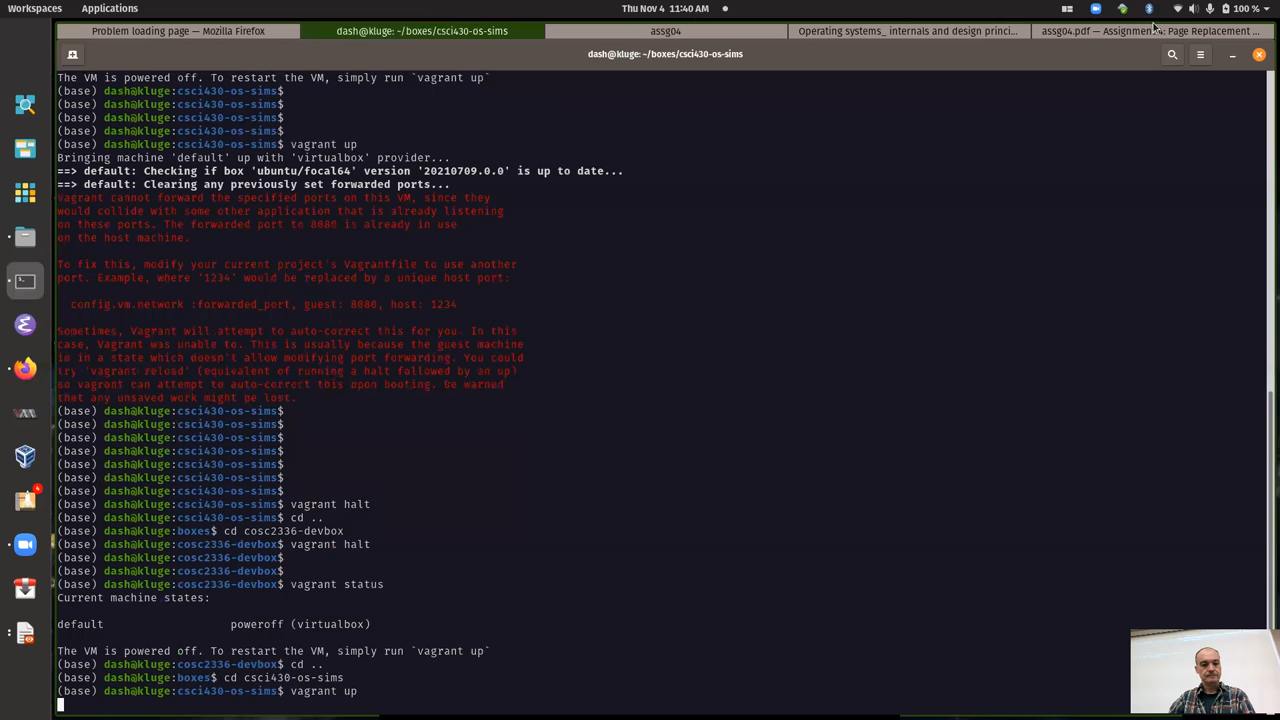 Workspaces Applications Thu Nov 4 11:40 AM 100 %
Problem loading page — Mozilla Firefox dash@kluge: ~/boxes/csci430-os-sims assg04 Operating systems_ internals and design princi... assg04.pdf — Assignment 4: Page Replacement ...
dash@kluge: ~/boxes/csci430-os-sims
The VM is powered off. To restart the VM, simply run `vagrant up`
(base) dash@kluge:csci430-os-sims$
(base) dash@kluge:csci430-os-sims$
(base) dash@kluge:csci430-os-sims$
(base) dash@kluge:csci430-os-sims$
(base) dash@kluge:csci430-os-sims$ vagrant up
Bringing machine 'default' up with 'virtualbox' provider...
==> default: Checking if box 'ubuntu/focal64' version '20210709.0.0' is up to date...
==> default: Clearing any previously set forwarded ports...
Vagrant cannot forward the specified ports on this VM, since they
would collide with some other application that is already listening
on these ports. The forwarded port to 8080 is already in use
on the host machine.
To fix this, modify your current project's Vagrantfile to use another
port. Example, where '1234' would be replaced by a unique host port:
config.vm.network :forwarded_port, guest: 8080, host: 1234
Sometimes, Vagrant will attempt to auto-correct this for you. In this
case, Vagrant was unable to. This is usually because the guest machine
is in a state which doesn't allow modifying port forwarding. You could
try 'vagrant reload' (equivalent of running a halt followed by an up)
so vagrant can attempt to auto-correct this upon booting. Be warned
that any unsaved work might be lost.
(base) dash@kluge:csci430-os-sims$
(base) dash@kluge:csci430-os-sims$
(base) dash@kluge:csci430-os-sims$
(base) dash@kluge:csci430-os-sims$
(base) dash@kluge:csci430-os-sims$
(base) dash@kluge:csci430-os-sims$
(base) dash@kluge:csci430-os-sims$
(base) dash@kluge:csci430-os-sims$ vagrant halt
(base) dash@kluge:csci430-os-sims$ cd ..
(base) dash@kluge:boxes$ cd cosc2336-devbox
(base) dash@kluge:cosc2336-devbox$ vagrant halt
(base) dash@kluge:cosc2336-devbox$
(base) dash@kluge:cosc2336-devbox$
(base) dash@kluge:cosc2336-devbox$ vagrant status
Current machine states:
default poweroff (virtualbox)
The VM is powered off. To restart the VM, simply run `vagrant up`
(base) dash@kluge:cosc2336-devbox$ cd ..
(base) dash@kluge:boxes$ cd csci430-os-sims
(base) dash@kluge:csci430-os-sims$ vagrant up